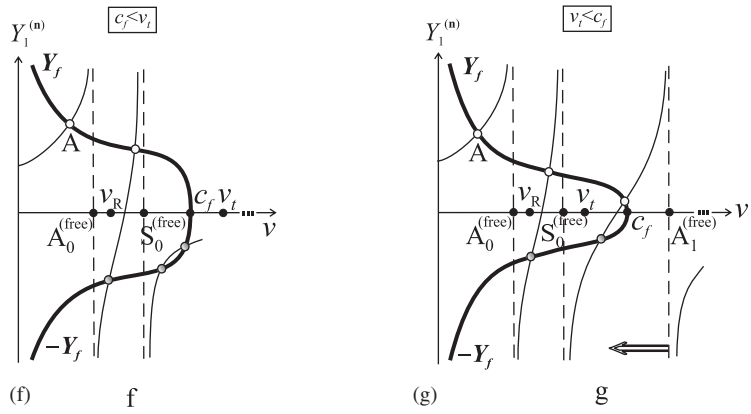 c_f<v_t
Y_1^(n)
Y_f
A
v_R
c_f
v_t
v
A_0^(free)
S_0^(free)
−Y_f
(f)
f
v_t<c_f
Y_1^(n)
Y_f
A
v_R
v_t
c_f
v
A_0^(free)
S_0^(free)
A_1^(free)
−Y_f
(g)
g